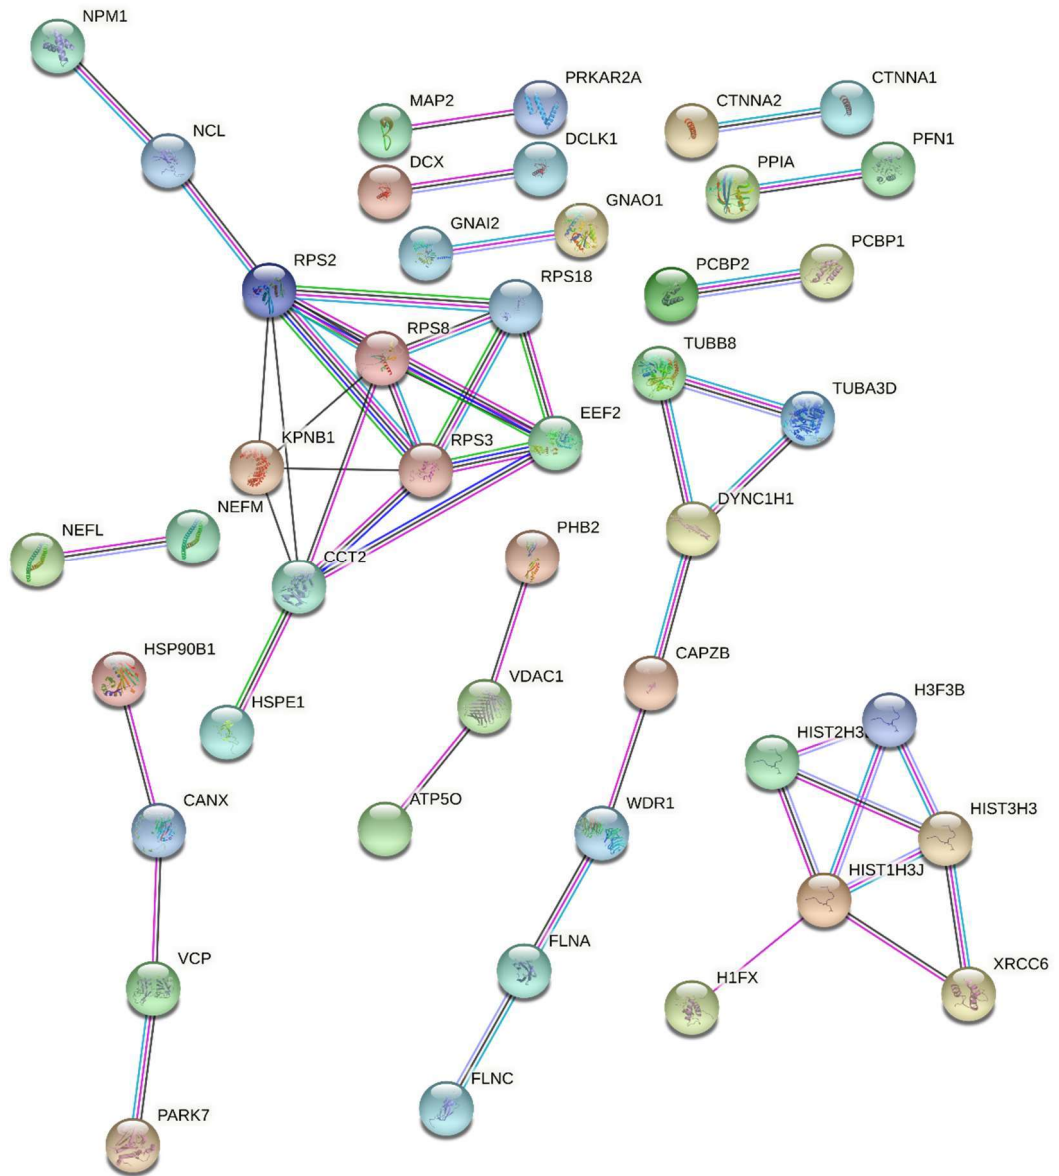 NPM1
PRKAR2A
CTNNA1
MAP2
CTNNA2
NCL
DCLK1
PFN1
DCX
PPIA
GNAO1
GNAI2
PCBP1
RPS2
PCBP2
RPS18
RPS8
TUBB8
TUBA3D
EEF2
KPNB1
RPS3
DYNC1H1
NEFM
NEFL
PHB2
CCT2
HSP90B1
CAPZB
VDAC1
HSPE1
H3F3B
HIST2H3
CANX
ATP5O
WDR1
HIST3H3
HIST1H3J
VCP
FLNA
XRCC6
H1FX
FLNC
PARK7